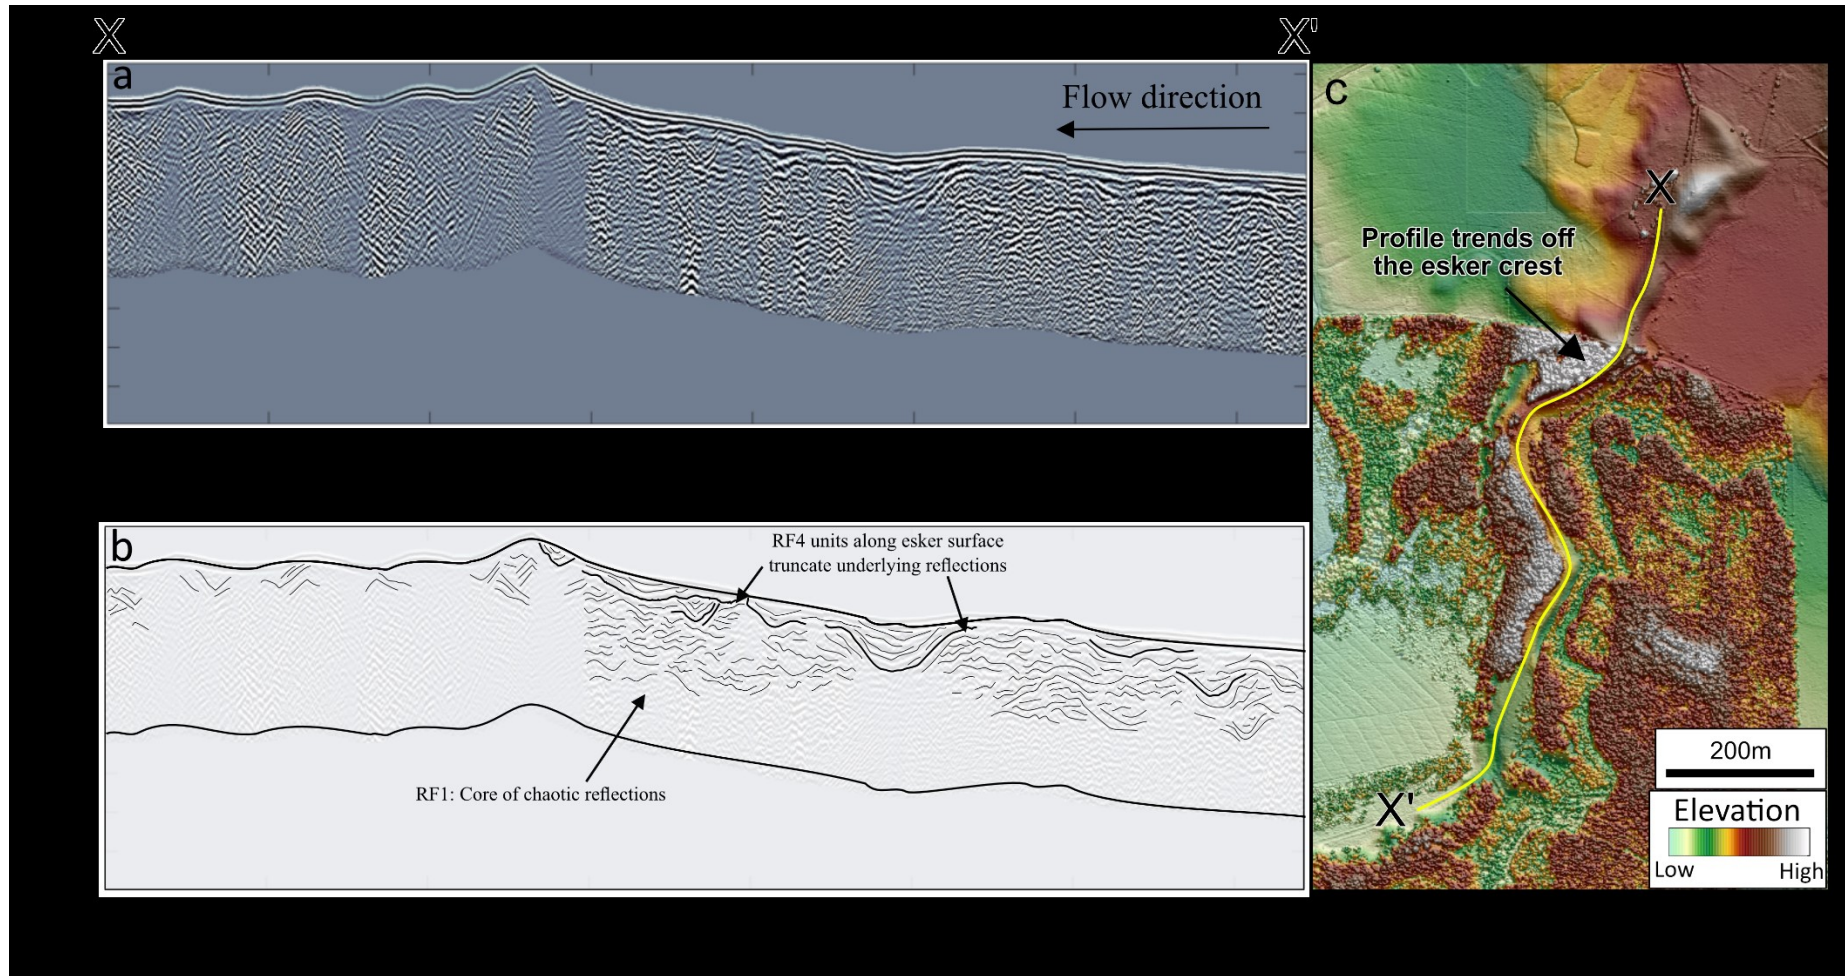 X
X'
a
Flow direction
b
RF4 units along esker surface
truncate underlying reflections
RF1: Core of chaotic reflections
c
X
Profile trends off
the esker crest
X'
200m
Elevation
Low
High